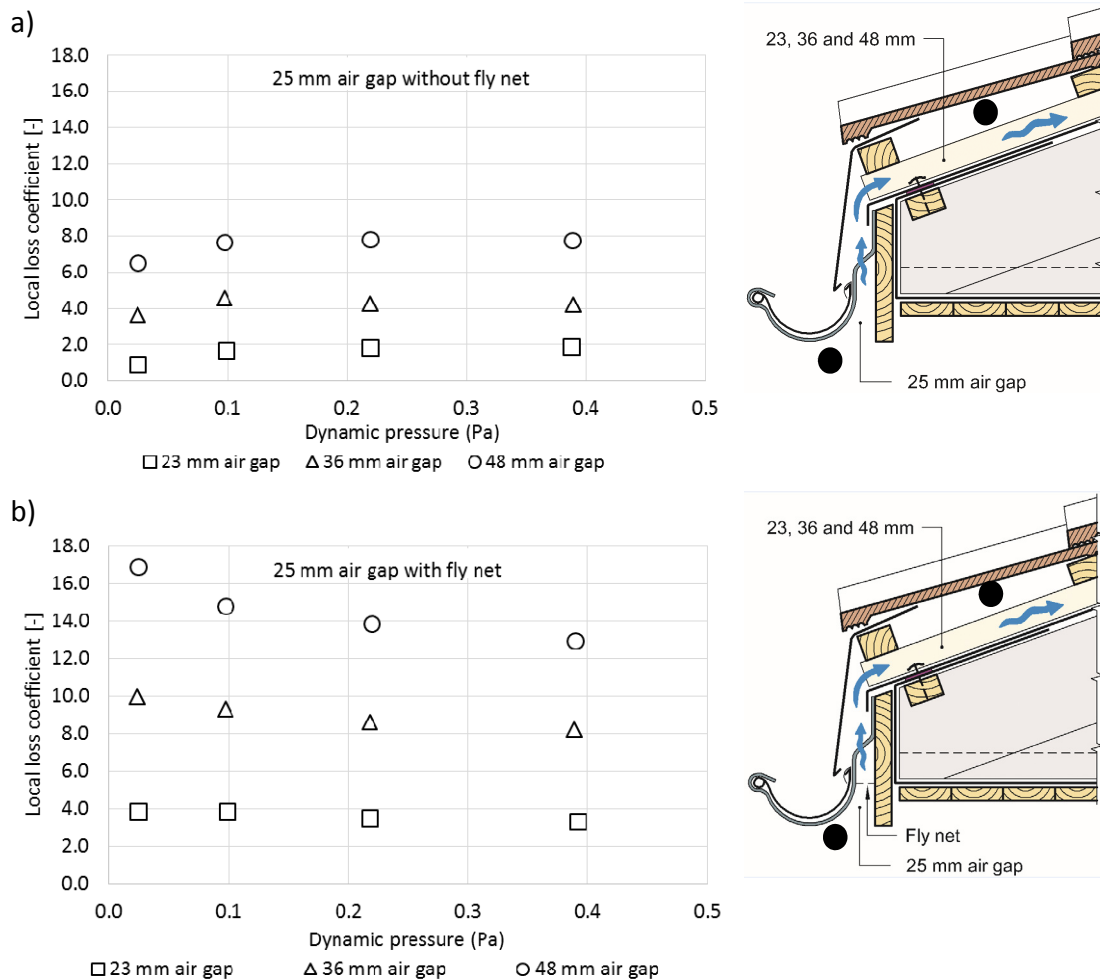 a)
18.0
16.0
14.0
12.0
10.0
8.0
6.0
4.0
2.0
0.0
Local loss coefficient [-]
25 mm air gap without fly net
0.0 0.1 0.2 0.3 0.4 0.5
Dynamic pressure (Pa)
23 mm air gap 36 mm air gap 48 mm air gap
23, 36 and 48 mm
25 mm air gap
b)
18.0
16.0
14.0
12.0
10.0
8.0
6.0
4.0
2.0
0.0
Local loss coefficient [-]
25 mm air gap with fly net
0.0 0.1 0.2 0.3 0.4 0.5
Dynamic pressure (Pa)
23 mm air gap 36 mm air gap 48 mm air gap
23, 36 and 48 mm
Fly net
25 mm air gap